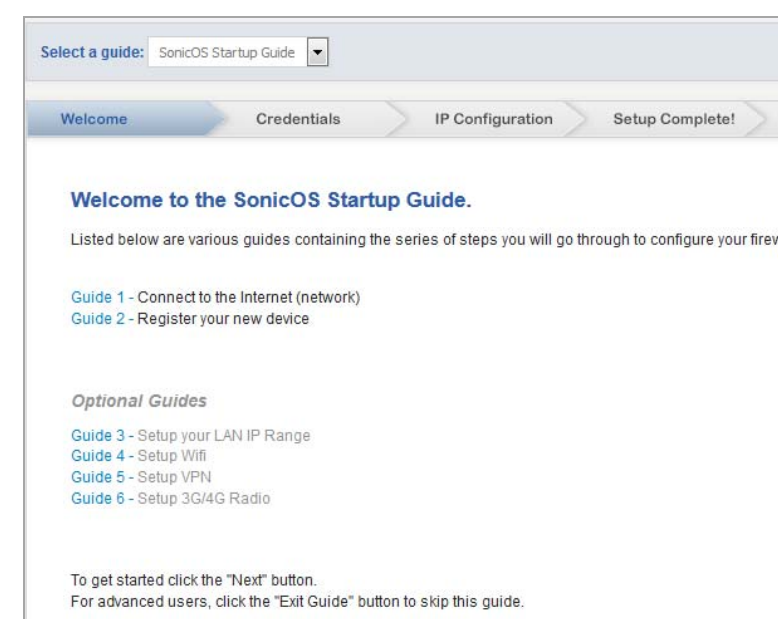 Select a guide: SonicOS Startup Guide
Welcome Credentials IP Configuration Setup Complete!
Welcome to the SonicOS Startup Guide.
Listed below are various guides containing the series of steps you will go through to configure your
Guide 1 - Connect to the Internet (network)
Guide 2 - Register your new device
Optional Guides
Guide 3 - Setup your LAN IP Range
Guide 4 - Setup Wifi
Guide 5 - Setup VPN
Guide 6 - Setup 3G/4G Radio
To get started click the "Next" button.
For advanced users, click the "Exit Guide" button to skip this guide.